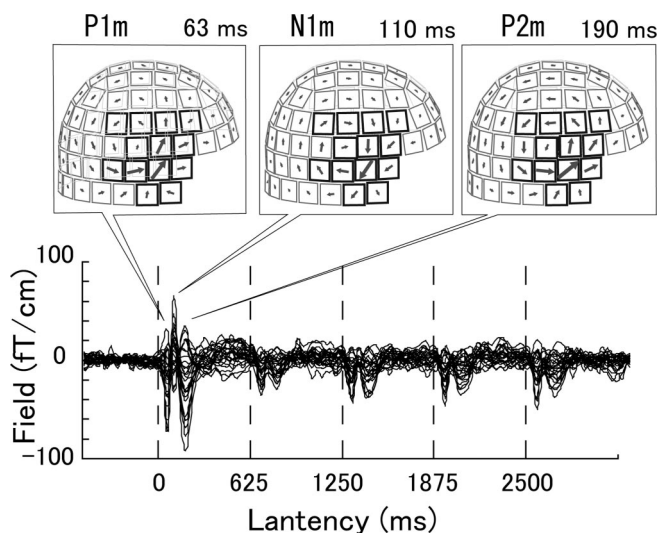 P1m 63 ms
N1m 110 ms
P2m 190 ms
100
0
-100
Field (fT/cm)
0 625 1250 1875 2500
Lantency (ms)